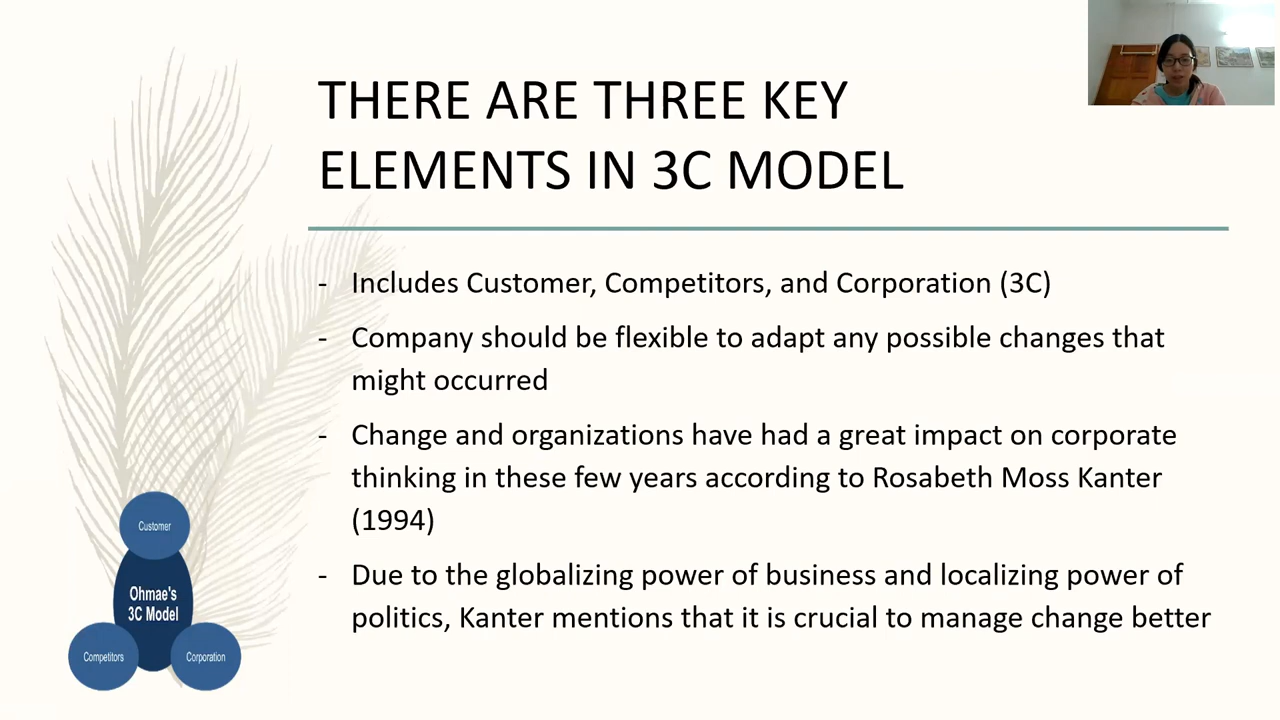 THERE ARE THREE KEY
ELEMENTS IN 3C MODEL
- Includes Customer, Competitors, and Corporation (3C)
- Company should be flexible to adapt any possible changes that
might occurred
- Change and organizations have had a great impact on corporate
thinking in these few years according to Rosabeth Moss Kanter
(1994)
- Due to the globalizing power of business and localizing power of
politics, Kanter mentions that it is crucial to manage change better
Customer
Ohmae's
3C Model
Competitors
Corporation